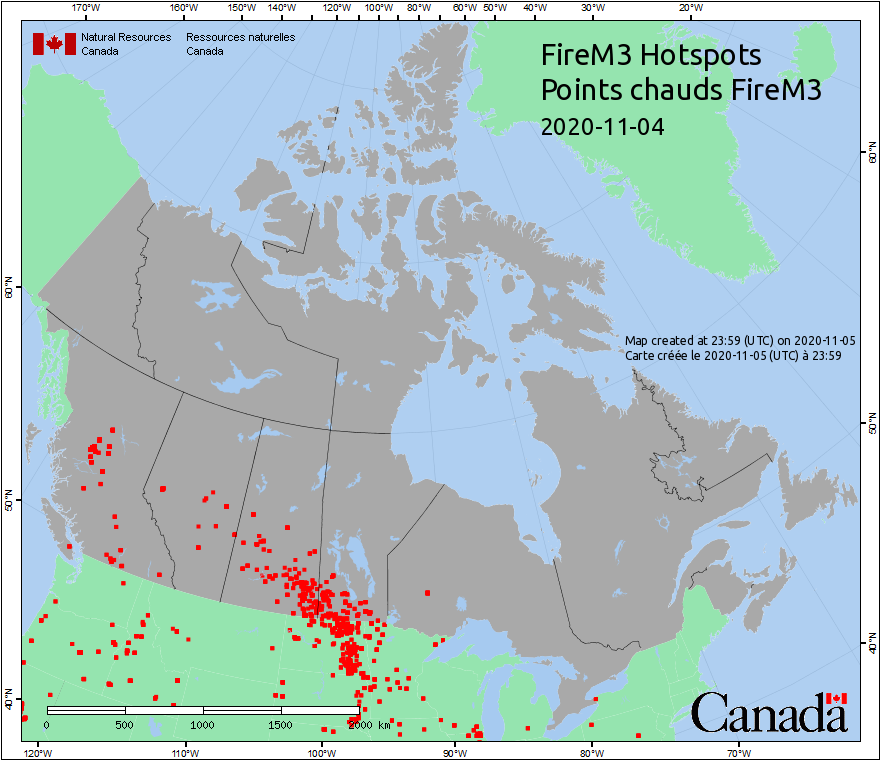 170°W 160°W 150°W 140°W 130°W 120°W 110°W 100°W 90°W 80°W 70°W 60°W 50°W 40°W 30°W 20°W
Natural Resources Ressources naturelles
Canada Canada
FireM3 Hotspots
Points chauds FireM3
2020-11-04
60°N
60°N
Map created at 23:59 (UTC) on 2020-11-05
Carte créée le 2020-11-05 (UTC) à 23:59
50°N
50°N
40°N
40°N
Canada
0 500 1000 1500 2000 km
120°W 110°W 100°W 90°W 80°W 70°W